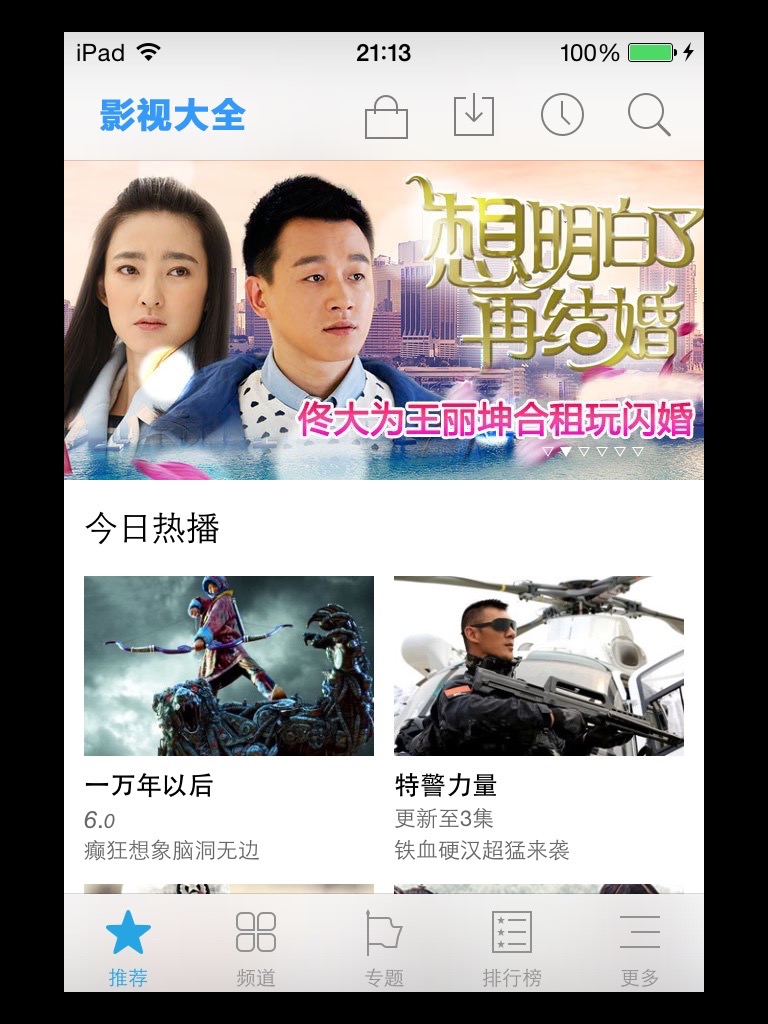 iPad 21:13 100%
影视大全
想明白了
再结婚
佟大为王丽坤合租玩闪婚
今日热播
一万年以后 特警力量
6.0 更新至3集
癫狂想象脑洞无边 铁血硬汉超猛来袭
推荐 频道 专题 排行榜 更多